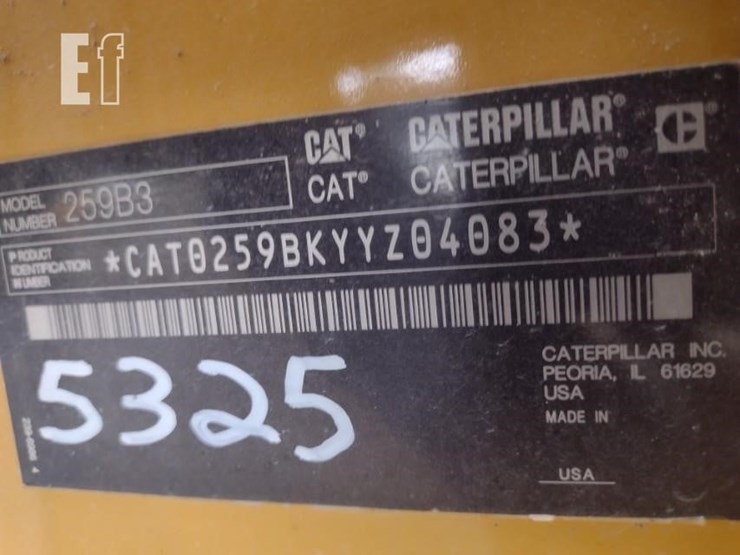 Ef
CAT® CATERPILLAR®
CAT® CATERPILLAR®
MODEL NUMBER 259B3
PRODUCT IDENTIFICATION NUMBER *CAT0259BKYYZ04083*
5325
CATERPILLAR INC.
PEORIA, IL 61629
USA
MADE IN
USA